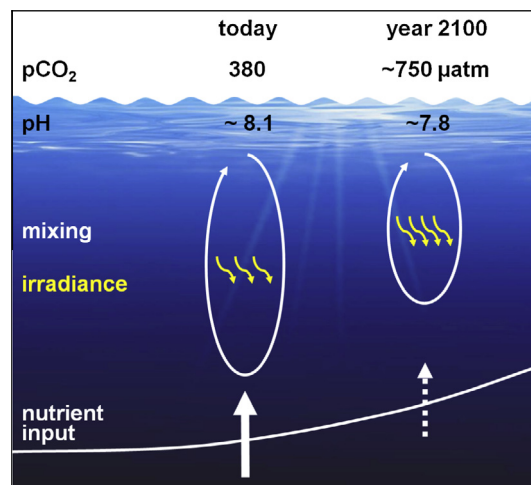 today year 2100
pCO₂ 380 ~750 µatm
pH ~ 8.1 ~7.8
mixing
irradiance
nutrient
input